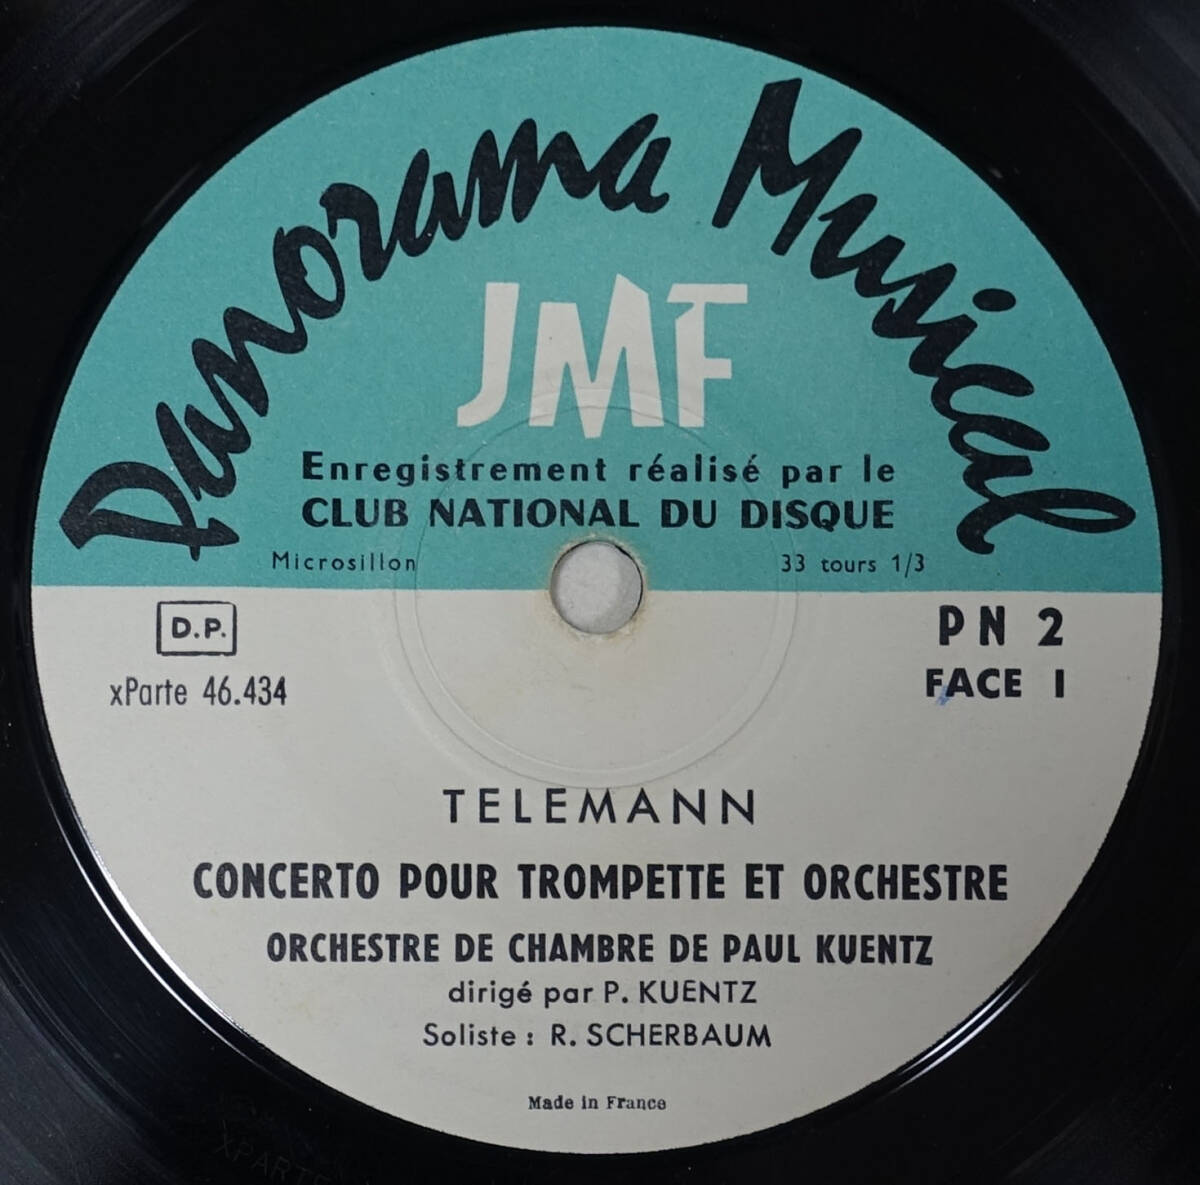 Panorama Musical
JMF
Enregistrement réalisé par le
CLUB NATIONAL DU DISQUE
Microsillon 33 tours 1/3
D.P. PN 2
xParte 46.434 FACE I
TELEMANN
CONCERTO POUR TROMPETTE ET ORCHESTRE
ORCHESTRE DE CHAMBRE DE PAUL KUENTZ
dirigé par P. KUENTZ
Soliste : R. SCHERBAUM
Made in France